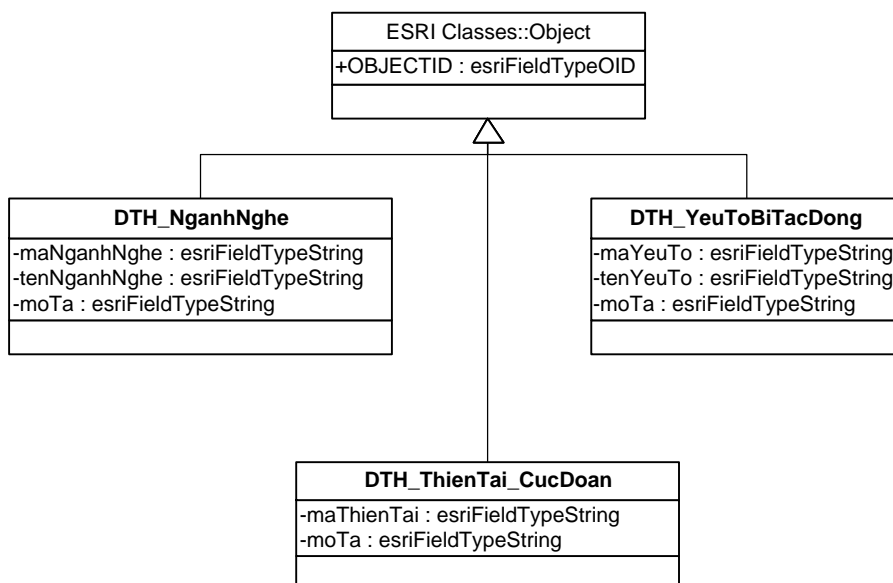 ESRI Classes::Object
+OBJECTID : esriFieldTypeOID
DTH_NganhNghe
-maNganhNghe : esriFieldTypeString
-tenNganhNghe : esriFieldTypeString
-moTa : esriFieldTypeString
DTH_YeuToBiTacDong
-maYeuTo : esriFieldTypeString
-tenYeuTo : esriFieldTypeString
-moTa : esriFieldTypeString
DTH_ThienTai_CucDoan
-maThienTai : esriFieldTypeString
-moTa : esriFieldTypeString